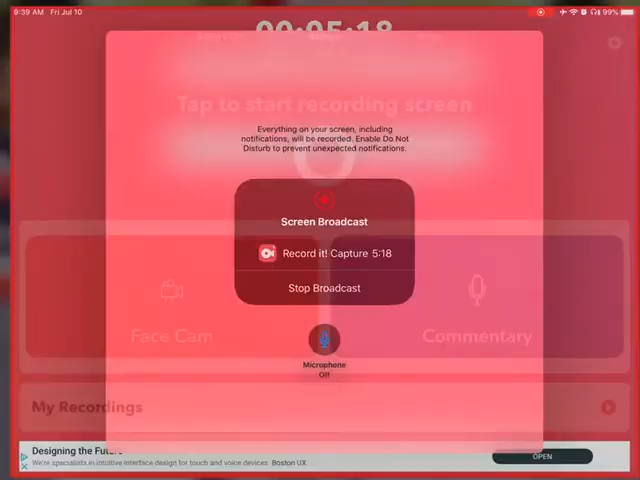 9:39 AM Fri Jul 10
99%
00:05:18
Tap to start recording screen
Everything on your screen, including
notifications, will be recorded. Enable Do Not
Disturb to prevent unexpected notifications.
Screen Broadcast
Record it! Capture 5:18
Stop Broadcast
Face Cam
Commentary
Microphone
Off
My Recordings
Designing the Future
We're specialists in intuitive interface design for touch and voice devices Boston UX ...
OPEN